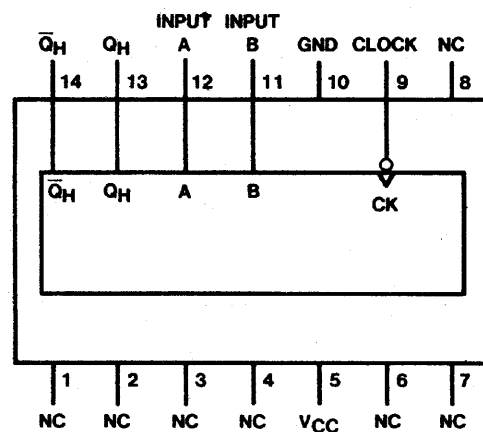 INPUT INPUT
Q̅H QH A B GND CLOCK NC
14 13 12 11 10 9 8
Q̅H QH A B
CK
1 2 3 4 5 6 7
NC NC NC NC VCC NC NC